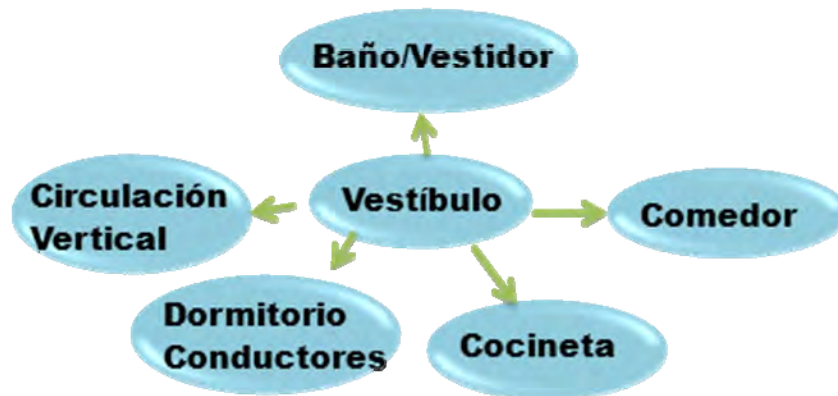 Baño/Vestidor
Circulación
Vertical
Vestíbulo
Comedor
Dormitorio
Conductores
Cocineta